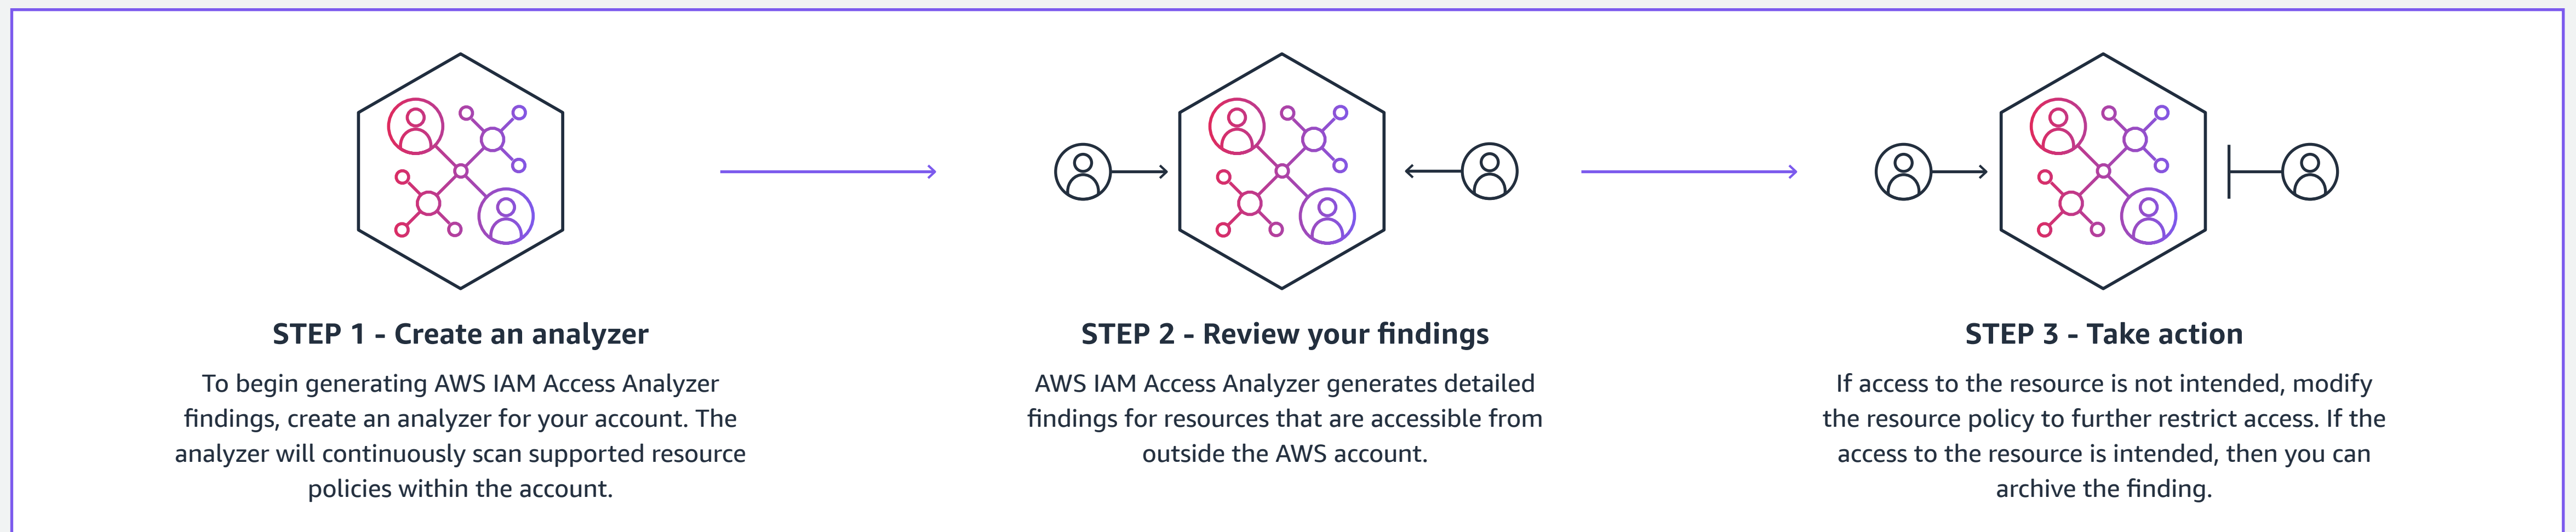 STEP 1 - Create an analyzer
To begin generating AWS IAM Access Analyzer
findings, create an analyzer for your account. The
analyzer will continuously scan supported resource
policies within the account.
STEP 2 - Review your findings
AWS IAM Access Analyzer generates detailed
findings for resources that are accessible from
outside the AWS account.
STEP 3 - Take action
If access to the resource is not intended, modify
the resource policy to further restrict access. If the
access to the resource is intended, then you can
archive the finding.